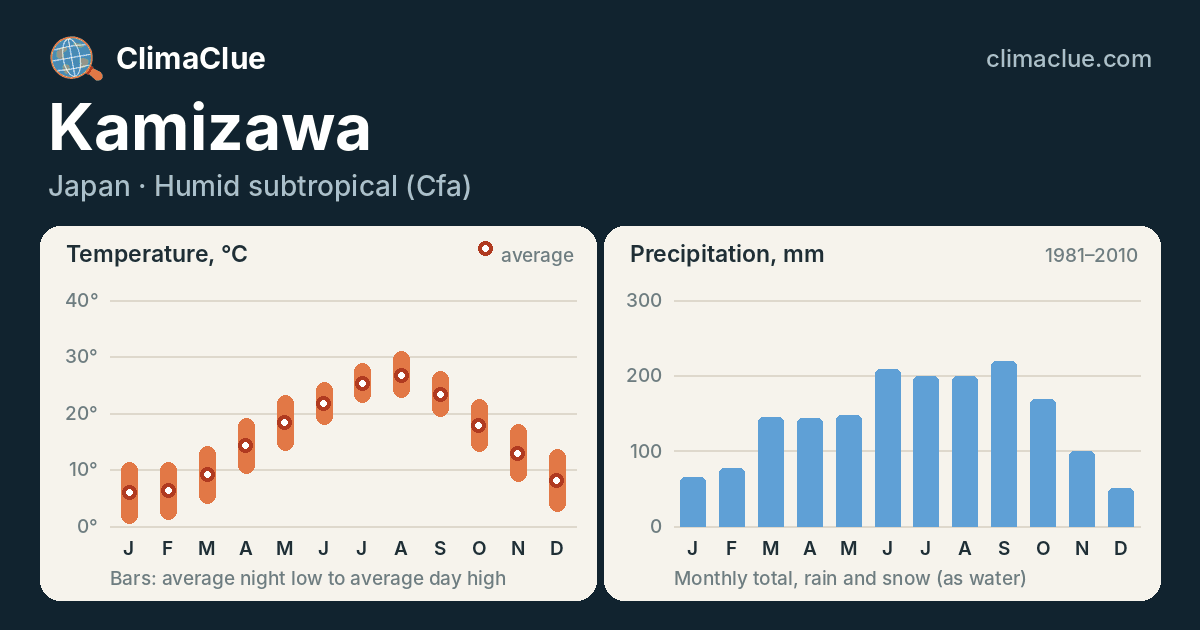 ClimaClue
climaclue.com
Kamizawa
Japan · Humid subtropical (Cfa)
Temperature, °C
average
40°
30°
20°
10°
0°
J F M A M J J A S O N D
Bars: average night low to average day high
Precipitation, mm
1981–2010
300
200
100
0
J F M A M J J A S O N D
Monthly total, rain and snow (as water)